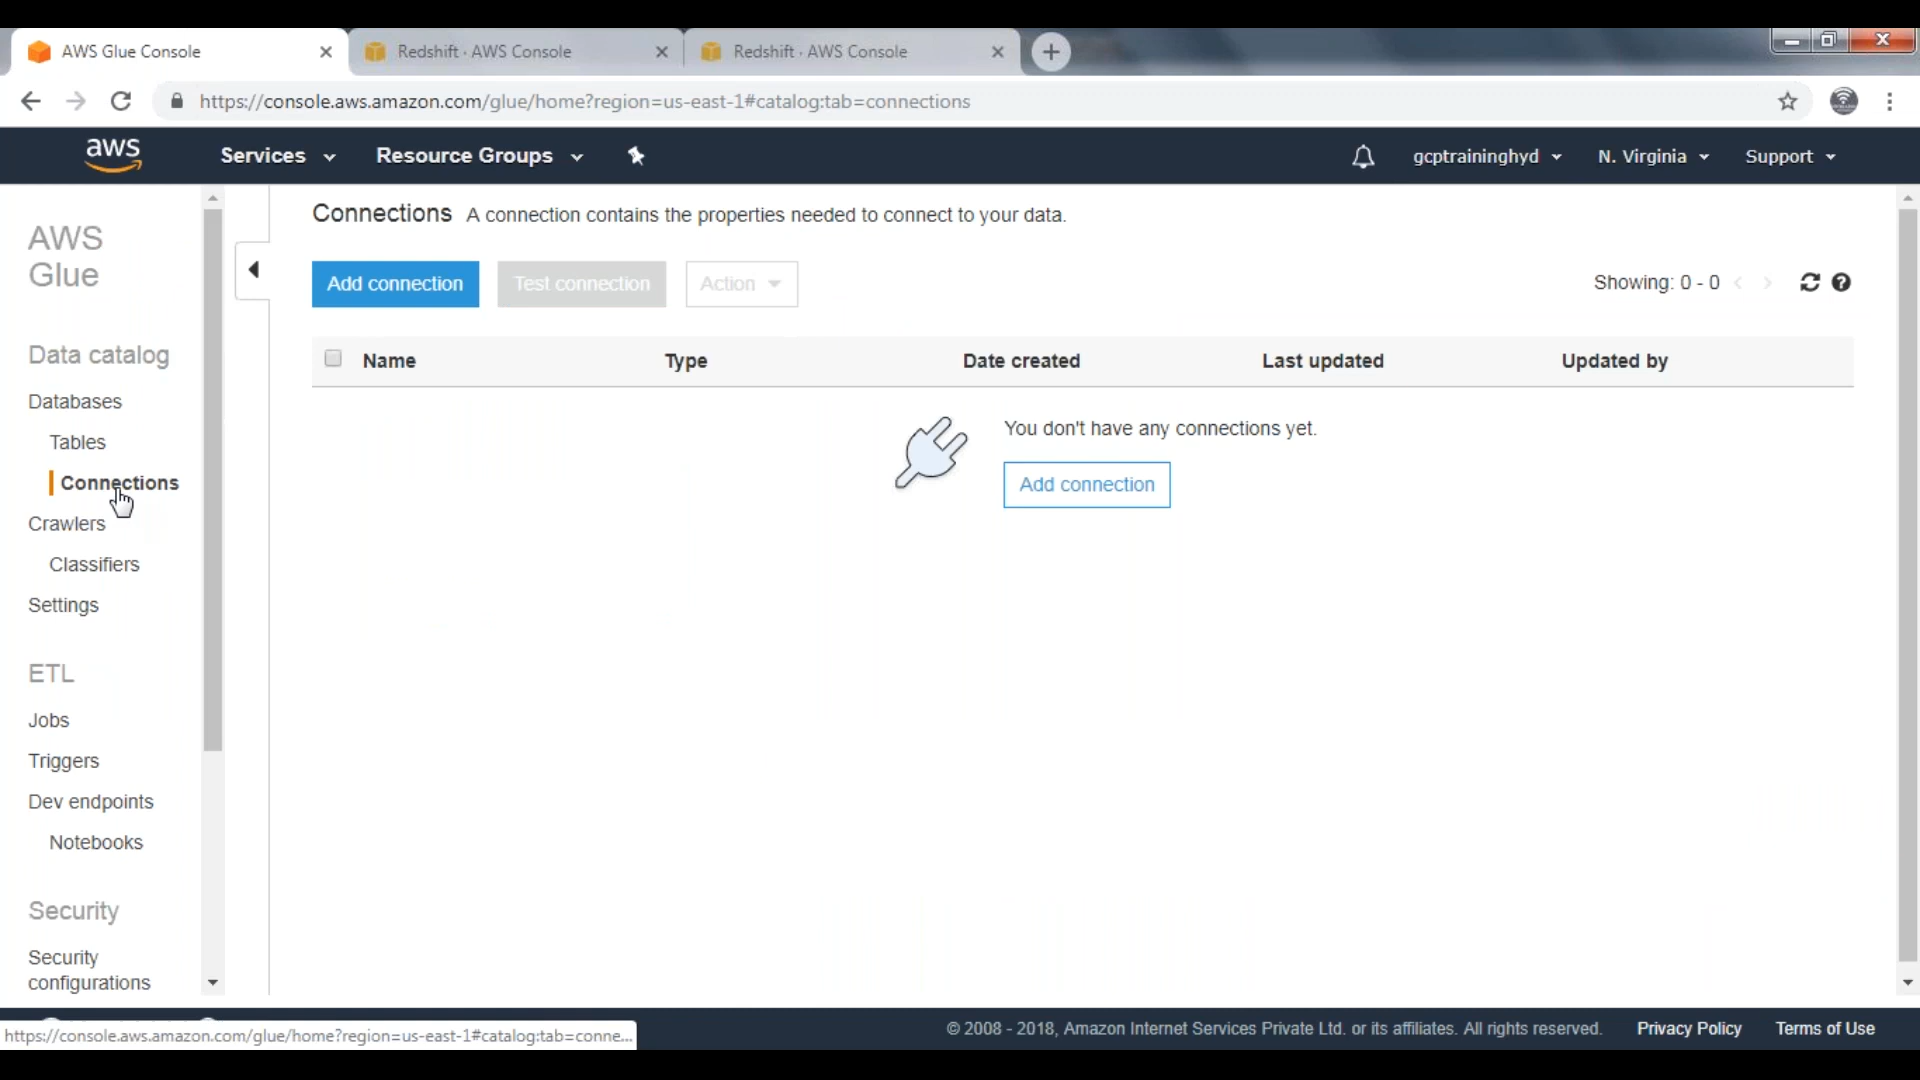 AWS Glue Console
Redshift · AWS Console
Redshift · AWS Console
https://console.aws.amazon.com/glue/home?region=us-east-1#catalog:tab=connections
aws
Services
Resource Groups
gcptraininghyd
N. Virginia
Support
AWS
Glue
Data catalog
Databases
Tables
Connections
Crawlers
Classifiers
Settings
ETL
Jobs
Triggers
Dev endpoints
Notebooks
Security
Security
configurations
Connections A connection contains the properties needed to connect to your data.
Add connection
Test connection
Action
Showing: 0 - 0
Name
Type
Date created
Last updated
Updated by
You don't have any connections yet.
Add connection
https://console.aws.amazon.com/glue/home?region=us-east-1#catalog:tab=conne...
© 2008 - 2018, Amazon Internet Services Private Ltd. or its affiliates. All rights reserved.
Privacy Policy
Terms of Use